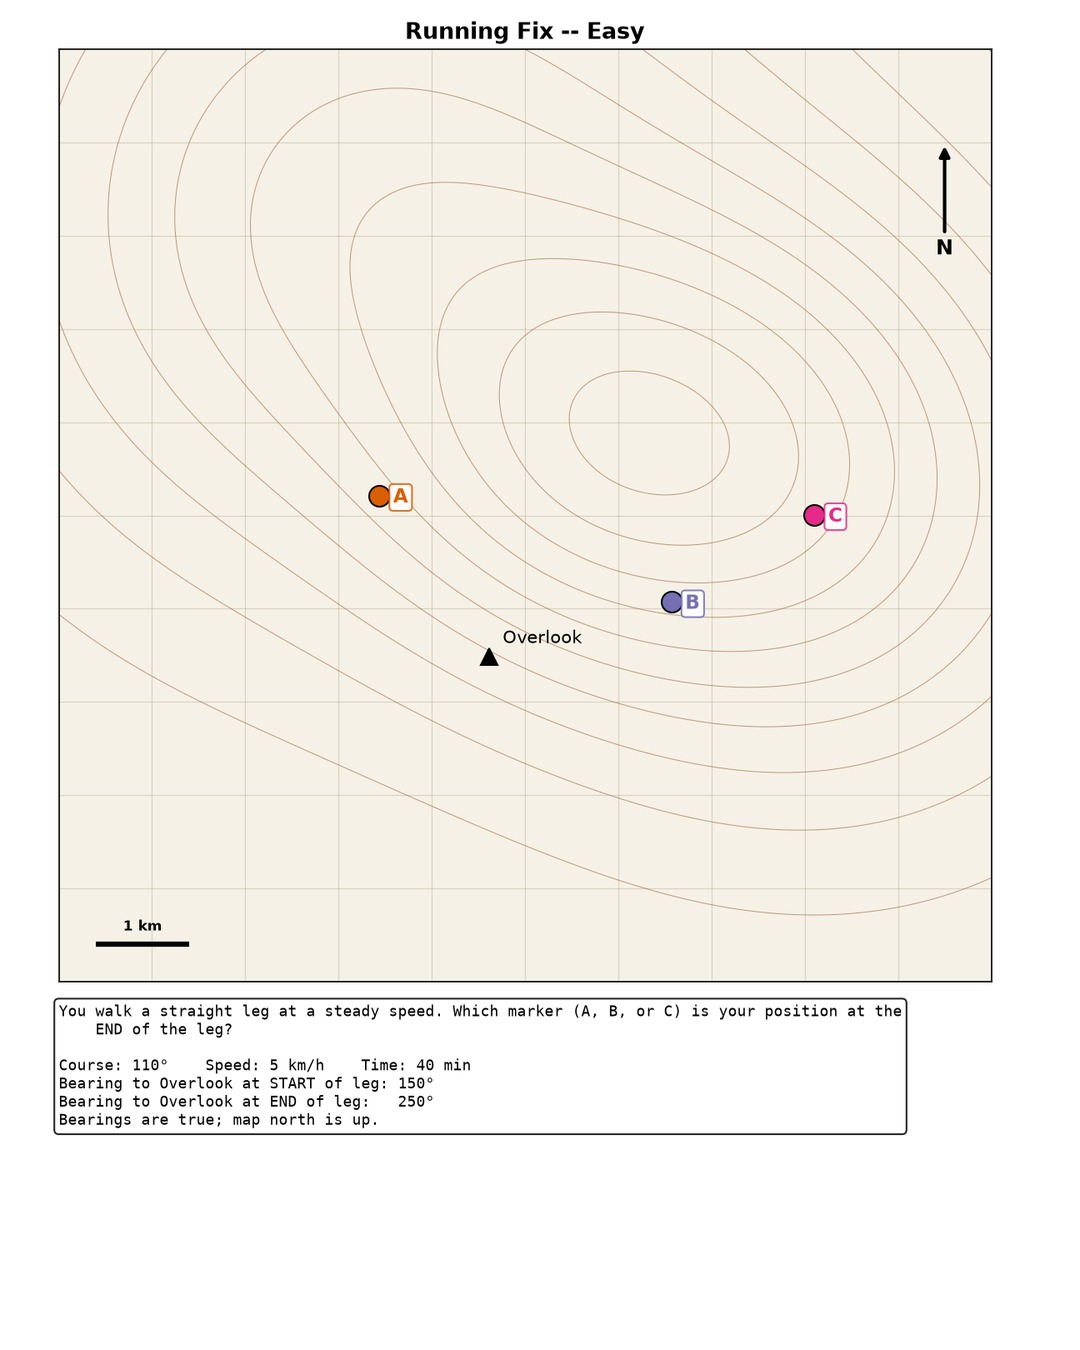 Running Fix -- Easy
N
A
C
B
Overlook
1 km
You walk a straight leg at a steady speed. Which marker (A, B, or C) is your position at the
END of the leg?
Course: 110°    Speed: 5 km/h    Time: 40 min
Bearing to Overlook at START of leg: 150°
Bearing to Overlook at END of leg:   250°
Bearings are true; map north is up.